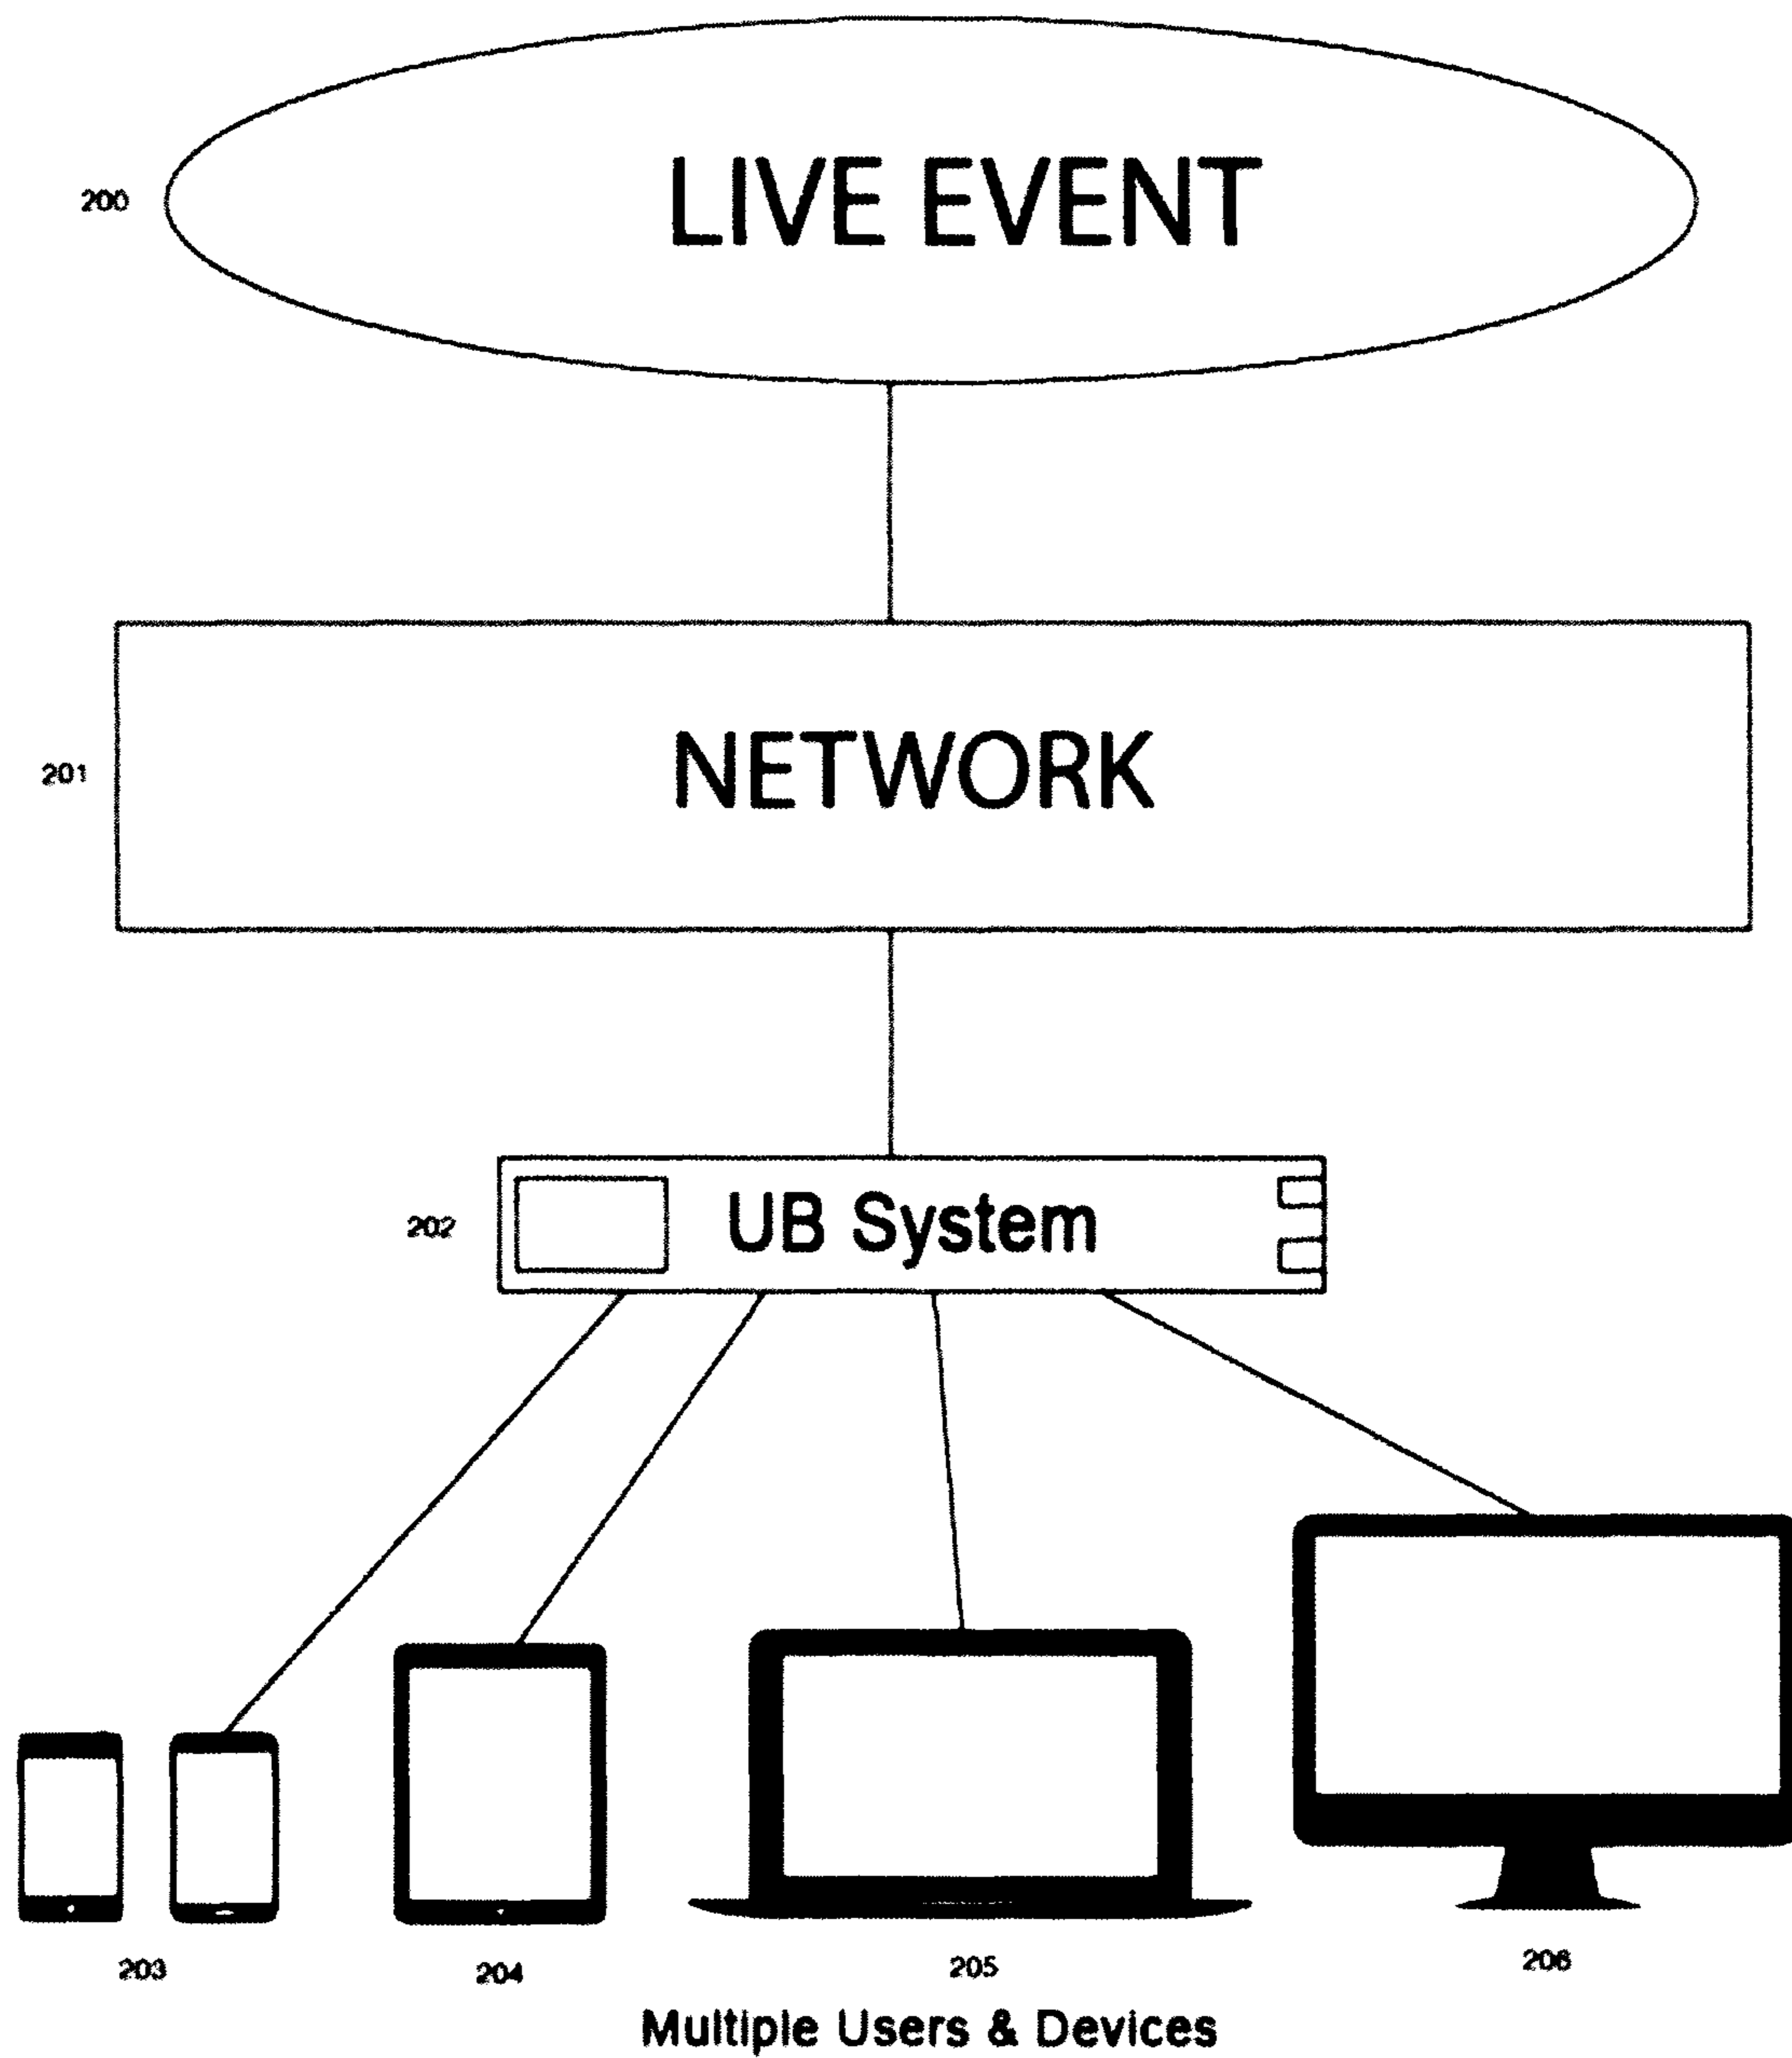 200
LIVE EVENT
201
NETWORK
202
UB System
203
204
205
206
Multiple Users & Devices